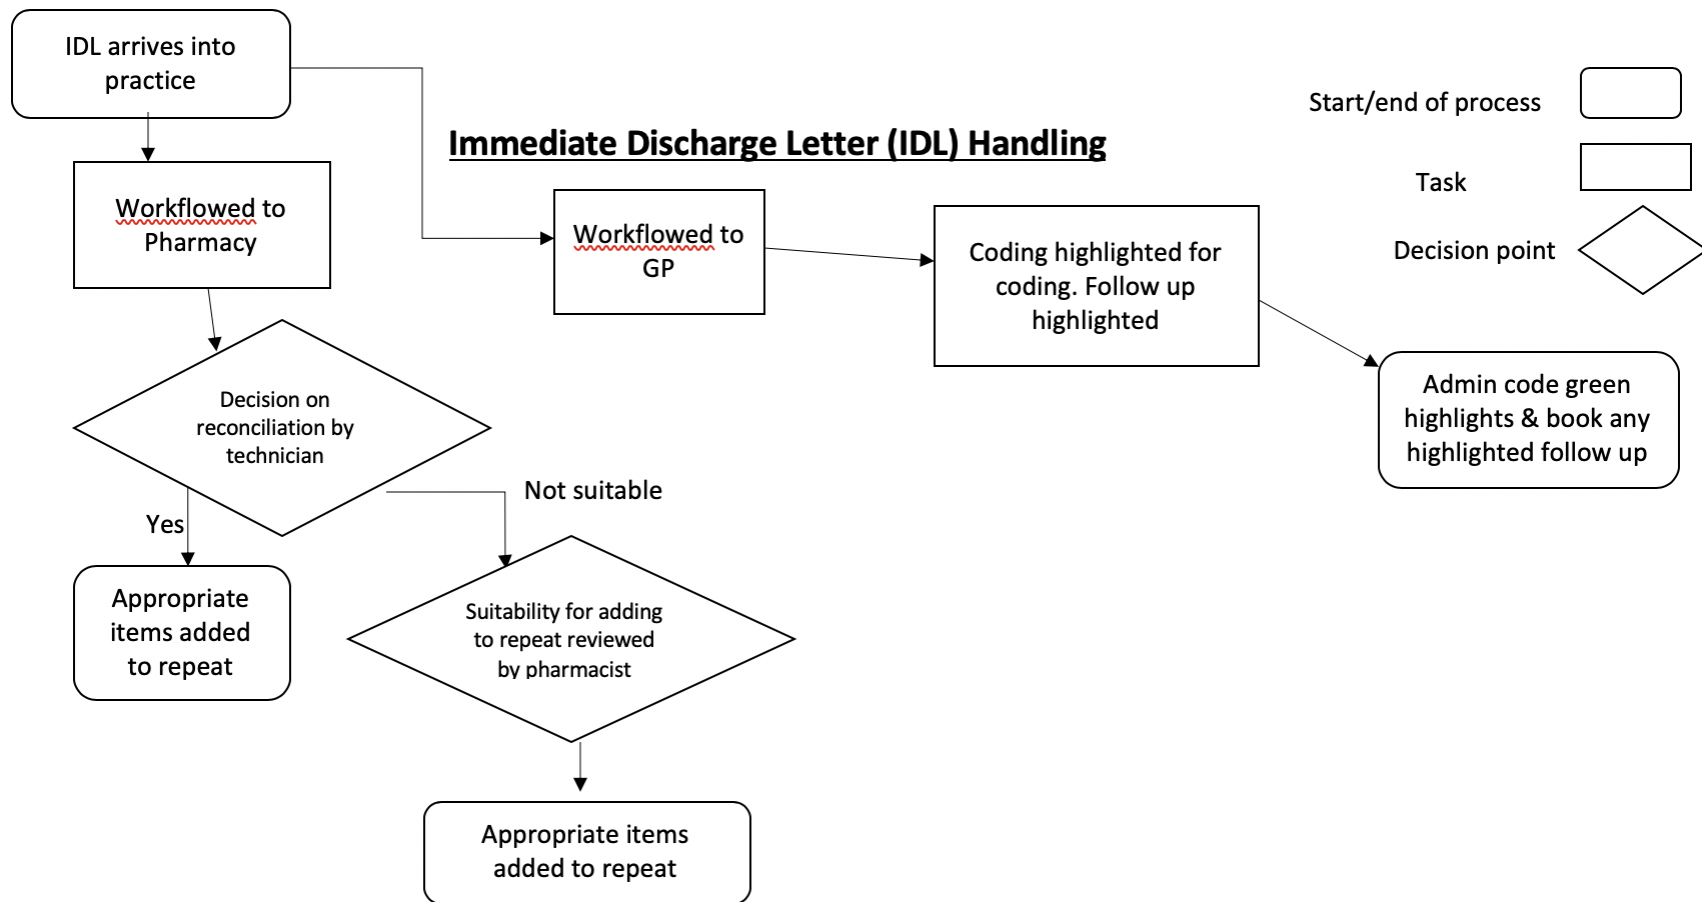 IDL arrives into
practice
Immediate Discharge Letter (IDL) Handling
Start/end of process
Task
Decision point
Workflowed to
Pharmacy
Workflowed to
GP
Coding highlighted for
coding. Follow up
highlighted
Admin code green
highlights & book any
highlighted follow up
Decision on
reconciliation by
technician
Yes
Not suitable
Appropriate
items added
to repeat
Suitability for adding
to repeat reviewed
by pharmacist
Appropriate items
added to repeat